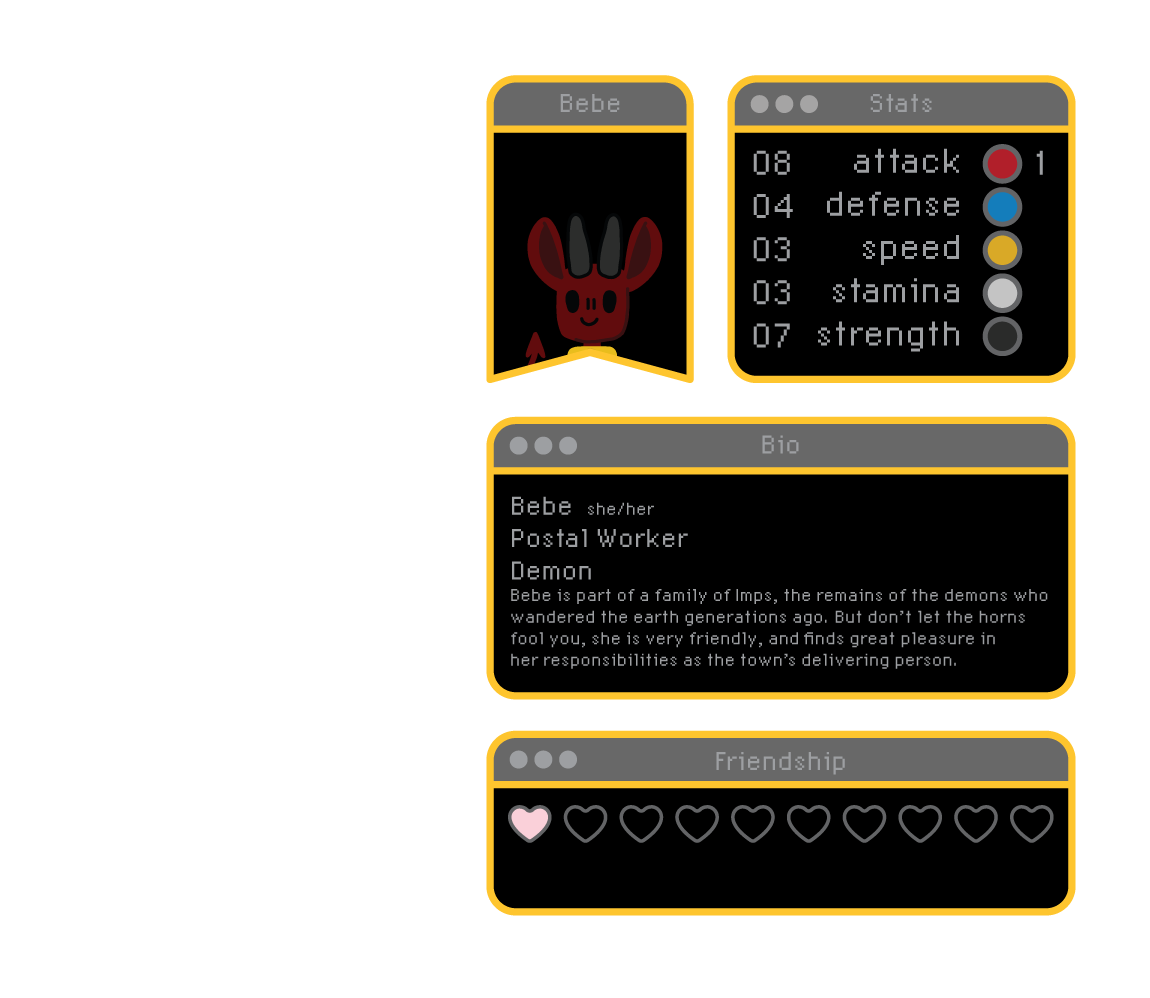 Bebe
Stats
08 attack 1
04 defense
03 speed
03 stamina
07 strength
Bio
Bebe she/her
Postal Worker
Demon
Bebe is part of a family of Imps, the remains of the demons who
wandered the earth generations ago. But don't let the horns
fool you, she is very friendly, and finds great pleasure in
her responsibilities as the town's delivering person.
Friendship